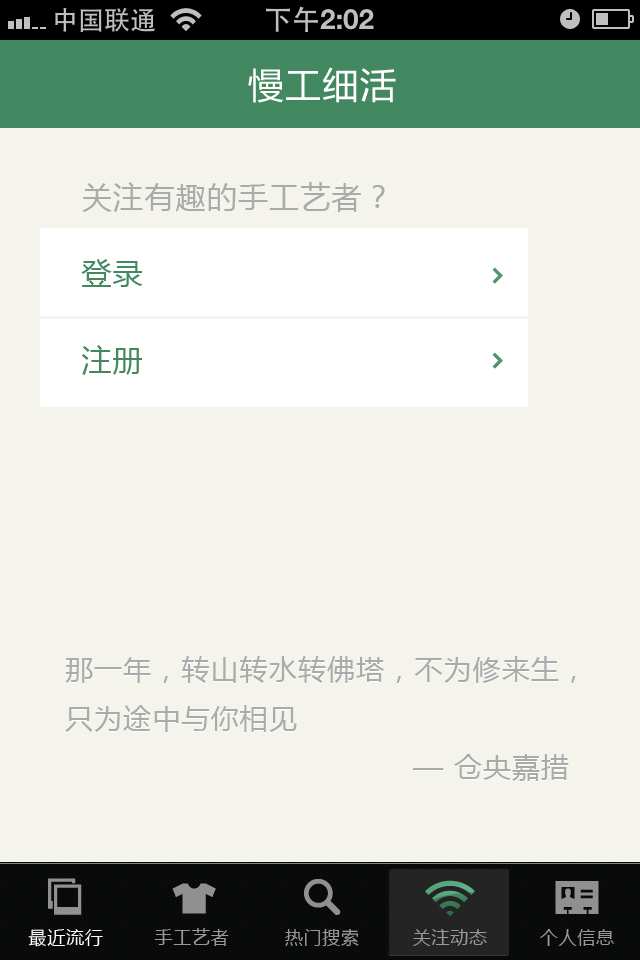 中国联通 下午2:02
慢工细活
关注有趣的手工艺者？
登录
注册
那一年，转山转水转佛塔，不为修来生，
只为途中与你相见
— 仓央嘉措
最近流行 手工艺者 热门搜索 关注动态 个人信息